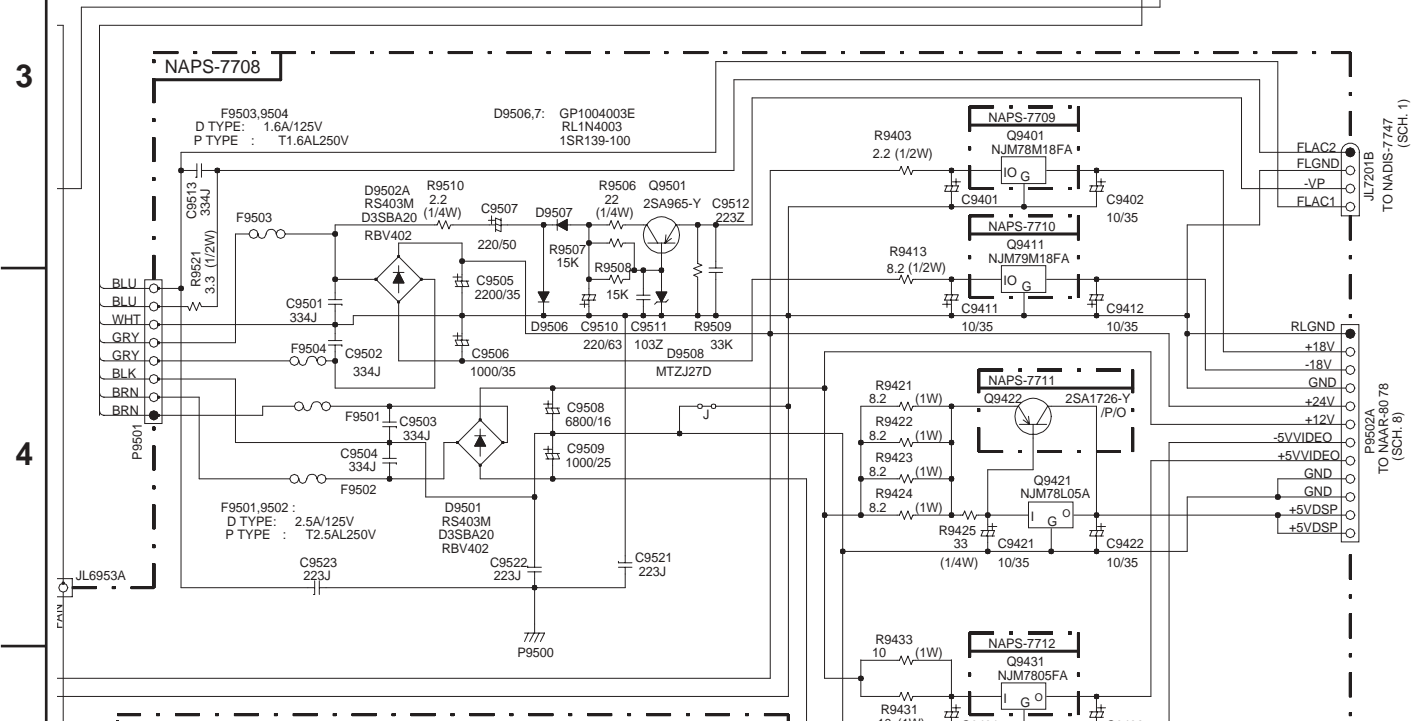 3
NAPS-7708
F9503,9504
D TYPE: 1.6A/125V
P TYPE : T1.6AL250V
D9506,7: GP1004003E
RL1N4003
1SR139-100
NAPS-7709
Q9401
NJM78M18FA
IO G
R9403
2.2 (1/2W)
C9401
C9402
10/35
FLAC2
FLGND
-VP
FLAC1
JL7201B
TO NADIS-7747
(SCH. 1)
C9513
334J
F9503
R9521
3.3 (1/2W)
D9502A
RS403M
D3SBA20
RBV402
R9510
2.2
(1/4W)
C9507
220/50
D9507
R9506
22
(1/4W)
Q9501
2SA965-Y
C9512
223Z
R9507
15K
R9508
15K
NAPS-7710
Q9411
NJM79M18FA
IO G
R9413
8.2 (1/2W)
C9411
10/35
C9412
10/35
BLU
BLU
WHT
GRY
GRY
BLK
BRN
BRN
P9501
C9501
334J
C9505
2200/35
D9506
C9510
220/63
C9511
103Z
R9509
33K
D9508
MTZJ27D
F9504
C9502
334J
C9506
1000/35
RLGND
+18V
-18V
GND
+24V
+12V
-5VVIDEO
+5VVIDEO
GND
GND
+5VDSP
+5VDSP
P9502A
TO NAAR-80 78
(SCH. 8)
4
F9501
C9503
334J
C9504
334J
F9502
C9508
6800/16
C9509
1000/25
J
R9421
8.2 (1W)
R9422
8.2 (1W)
R9423
8.2 (1W)
R9424
8.2 (1W)
NAPS-7711
Q9422
2SA1726-Y
/P/O
Q9421
NJM78L05A
I G O
R9425
33
(1/4W)
C9421
10/35
C9422
10/35
F9501,9502 :
D TYPE: 2.5A/125V
P TYPE : T2.5AL250V
D9501
RS403M
D3SBA20
RBV402
C9523
223J
C9522
223J
C9521
223J
JL6953A
P9500
R9433
10 (1W)
R9431
NAPS-7712
Q9431
NJM7805FA
I G O